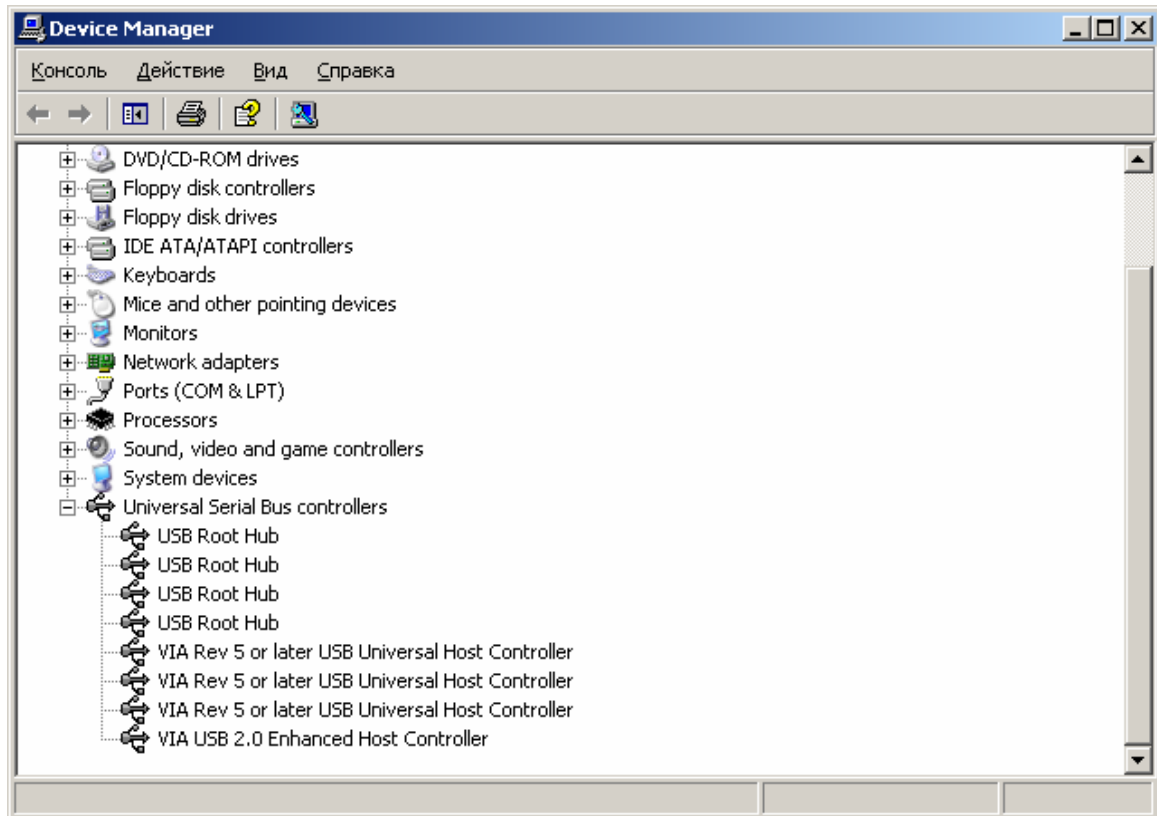 Device Manager
Консоль Действие Вид Справка
DVD/CD-ROM drives
Floppy disk controllers
Floppy disk drives
IDE ATA/ATAPI controllers
Keyboards
Mice and other pointing devices
Monitors
Network adapters
Ports (COM & LPT)
Processors
Sound, video and game controllers
System devices
Universal Serial Bus controllers
USB Root Hub
USB Root Hub
USB Root Hub
USB Root Hub
VIA Rev 5 or later USB Universal Host Controller
VIA Rev 5 or later USB Universal Host Controller
VIA Rev 5 or later USB Universal Host Controller
VIA USB 2.0 Enhanced Host Controller